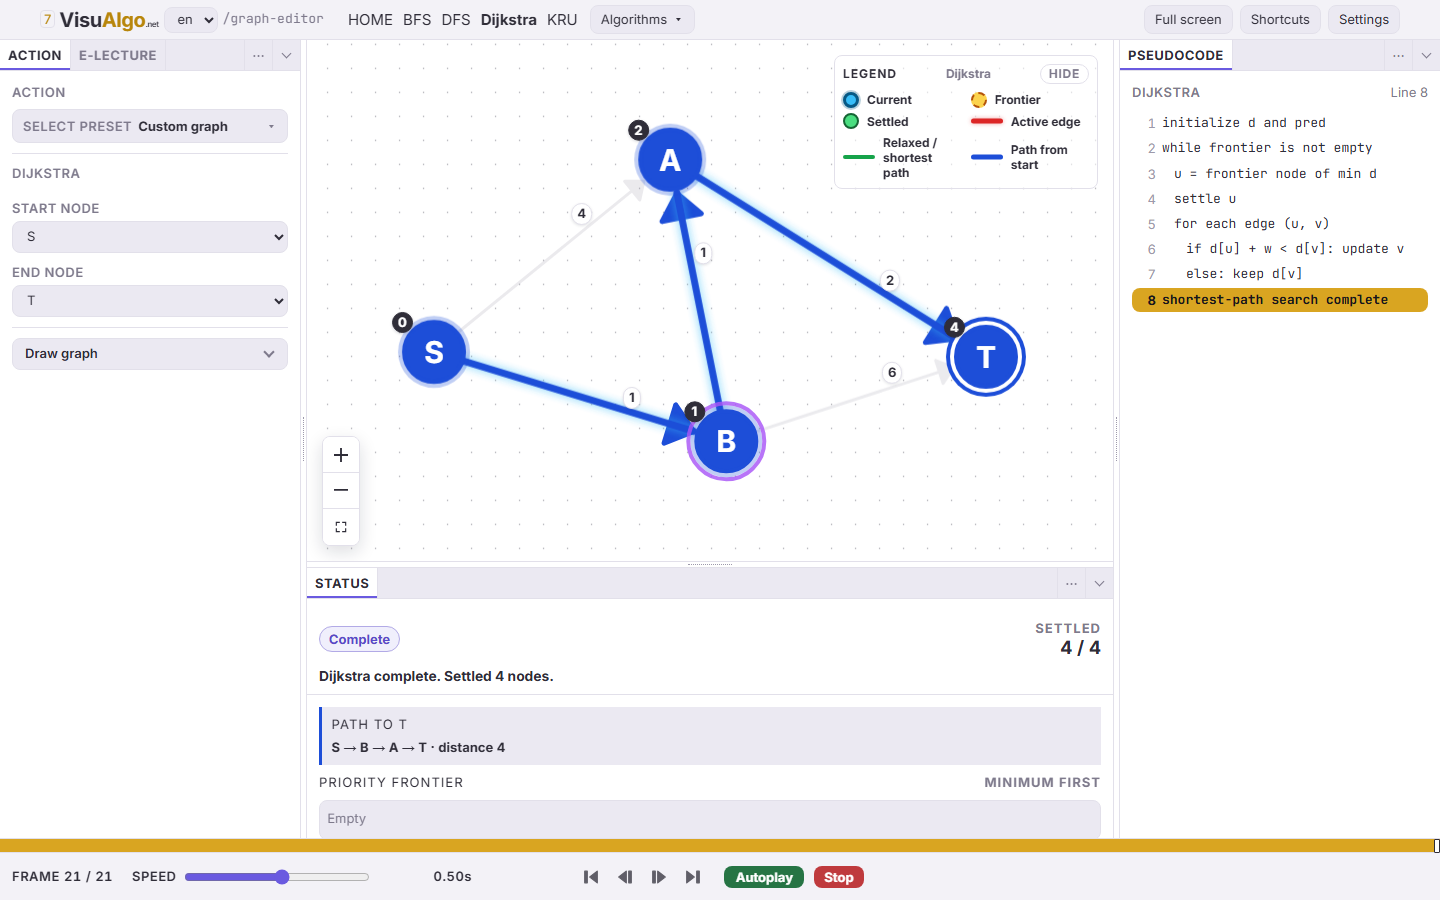 7 VisuAlgo.net en /graph-editor HOME BFS DFS Dijkstra KRU Algorithms Full screen Shortcuts Settings
ACTION E-LECTURE
ACTION
SELECT PRESET Custom graph
DIJKSTRA
START NODE
S
END NODE
T
Draw graph
LEGEND Dijkstra HIDE
Current Frontier
Settled Active edge
Relaxed / shortest path
Path from start
2
A
4
1
2
0
S
4
T
6
1
1
B
STATUS
Complete
SETTLED
4 / 4
Dijkstra complete. Settled 4 nodes.
PATH TO T
S → B → A → T · distance 4
PRIORITY FRONTIER MINIMUM FIRST
Empty
PSEUDOCODE
DIJKSTRA Line 8
1 initialize d and pred
2 while frontier is not empty
3 u = frontier node of min d
4 settle u
5 for each edge (u, v)
6 if d[u] + w < d[v]: update v
7 else: keep d[v]
8 shortest-path search complete
FRAME 21 / 21 SPEED 0.50s Autoplay Stop